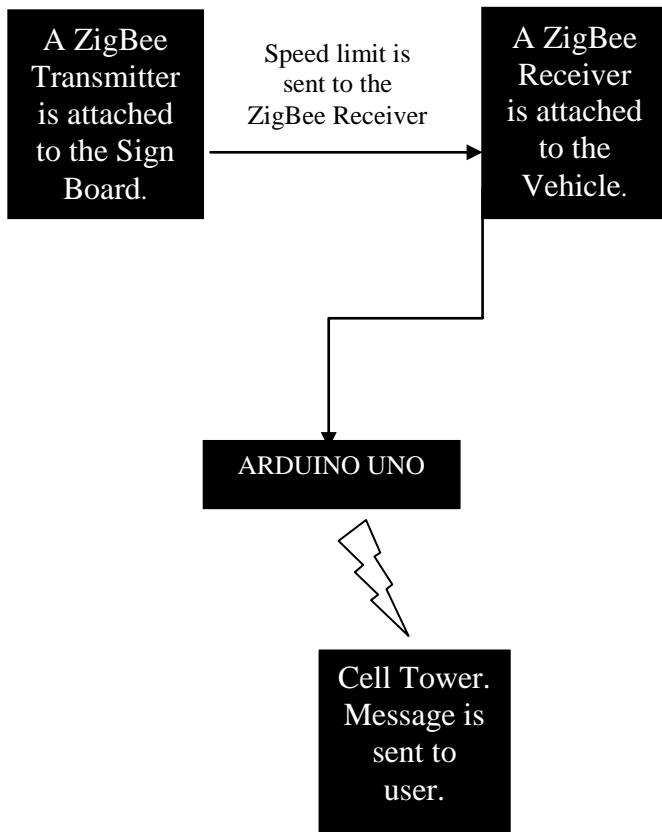 A ZigBee
Transmitter
is attached
to the Sign
Board.
Speed limit is
sent to the
ZigBee Receiver
A ZigBee
Receiver
is attached
to the
Vehicle.
ARDUINO UNO
Cell Tower.
Message is
sent to
user.